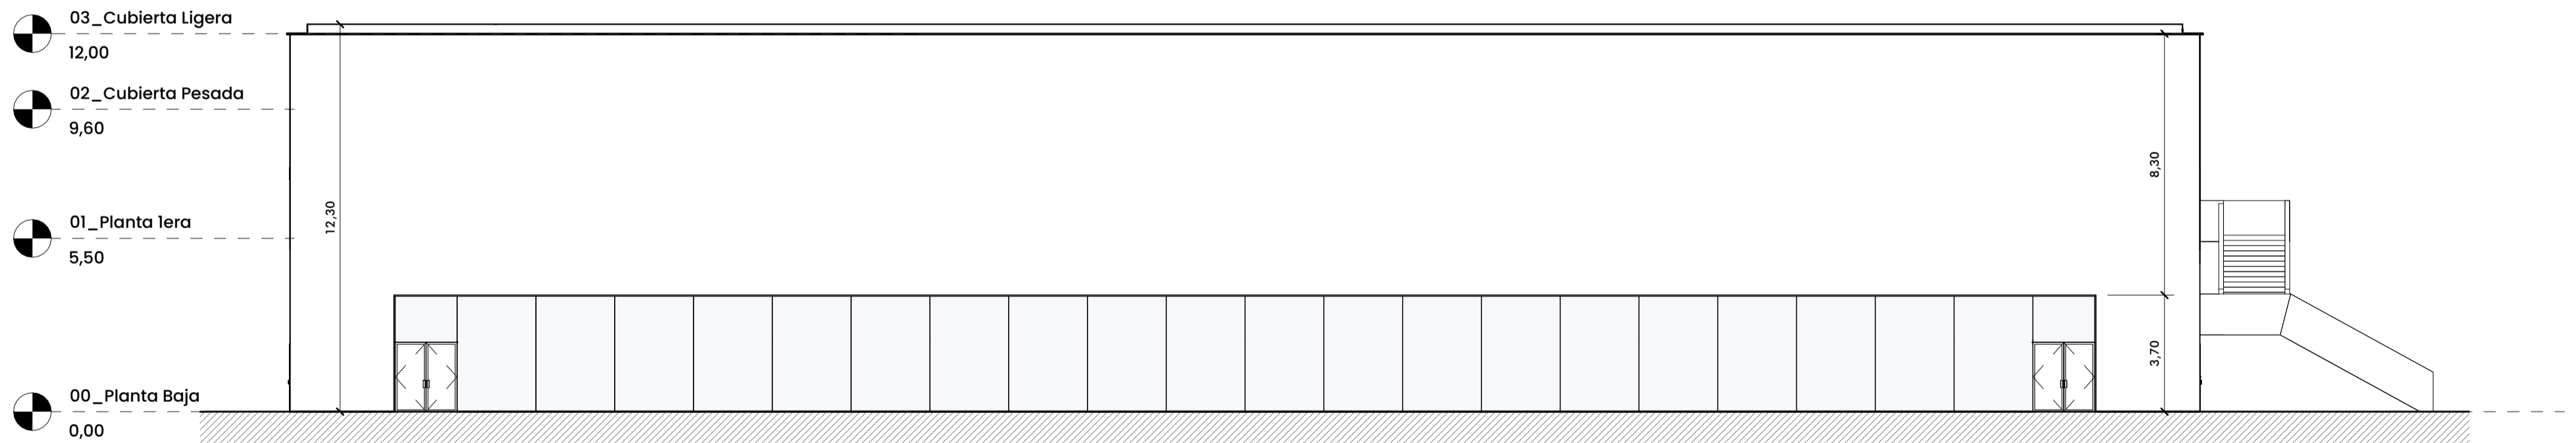 03_Cubierta Ligera
12,00
02_Cubierta Pesada
9,60
8,30
12,30
01_Planta 1era
5,50
3,70
00_Planta Baja
0,00